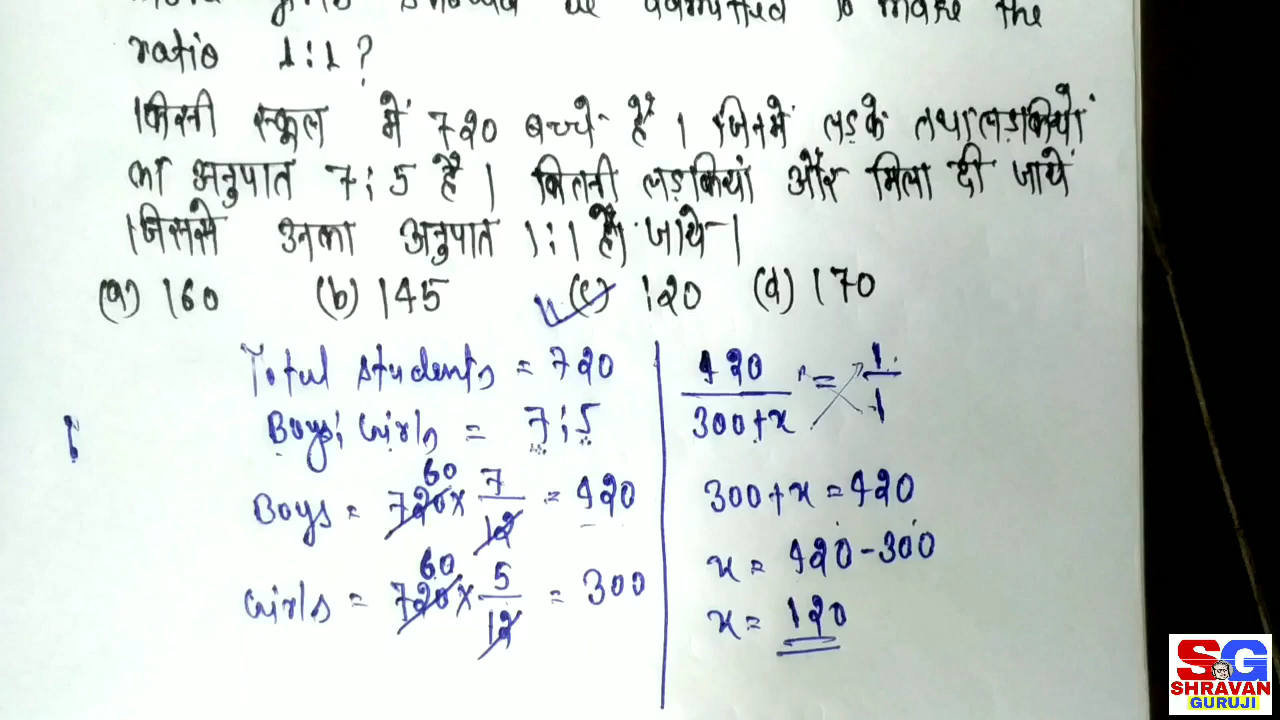 ratio 1:1?
किसी स्कूल में 720 बच्चे हैं। जिनमें लड़के तथा लड़कियों
का अनुपात 7:5 है। कितनी लड़कियां और मिला दी जाये
जिससे उनका अनुपात 1:1 हो जाये।
(a) 160 (b) 145 (c) 120 (d) 170
Total students = 720
Boys : Girls = 7:5
Boys = 720 × 7/12 = 420
60
Girls = 720 × 5/12 = 300
60
420/300+x = 1/1
300+x = 420
x = 420-300
x = 120
SG
SHRAVAN
GURUJI